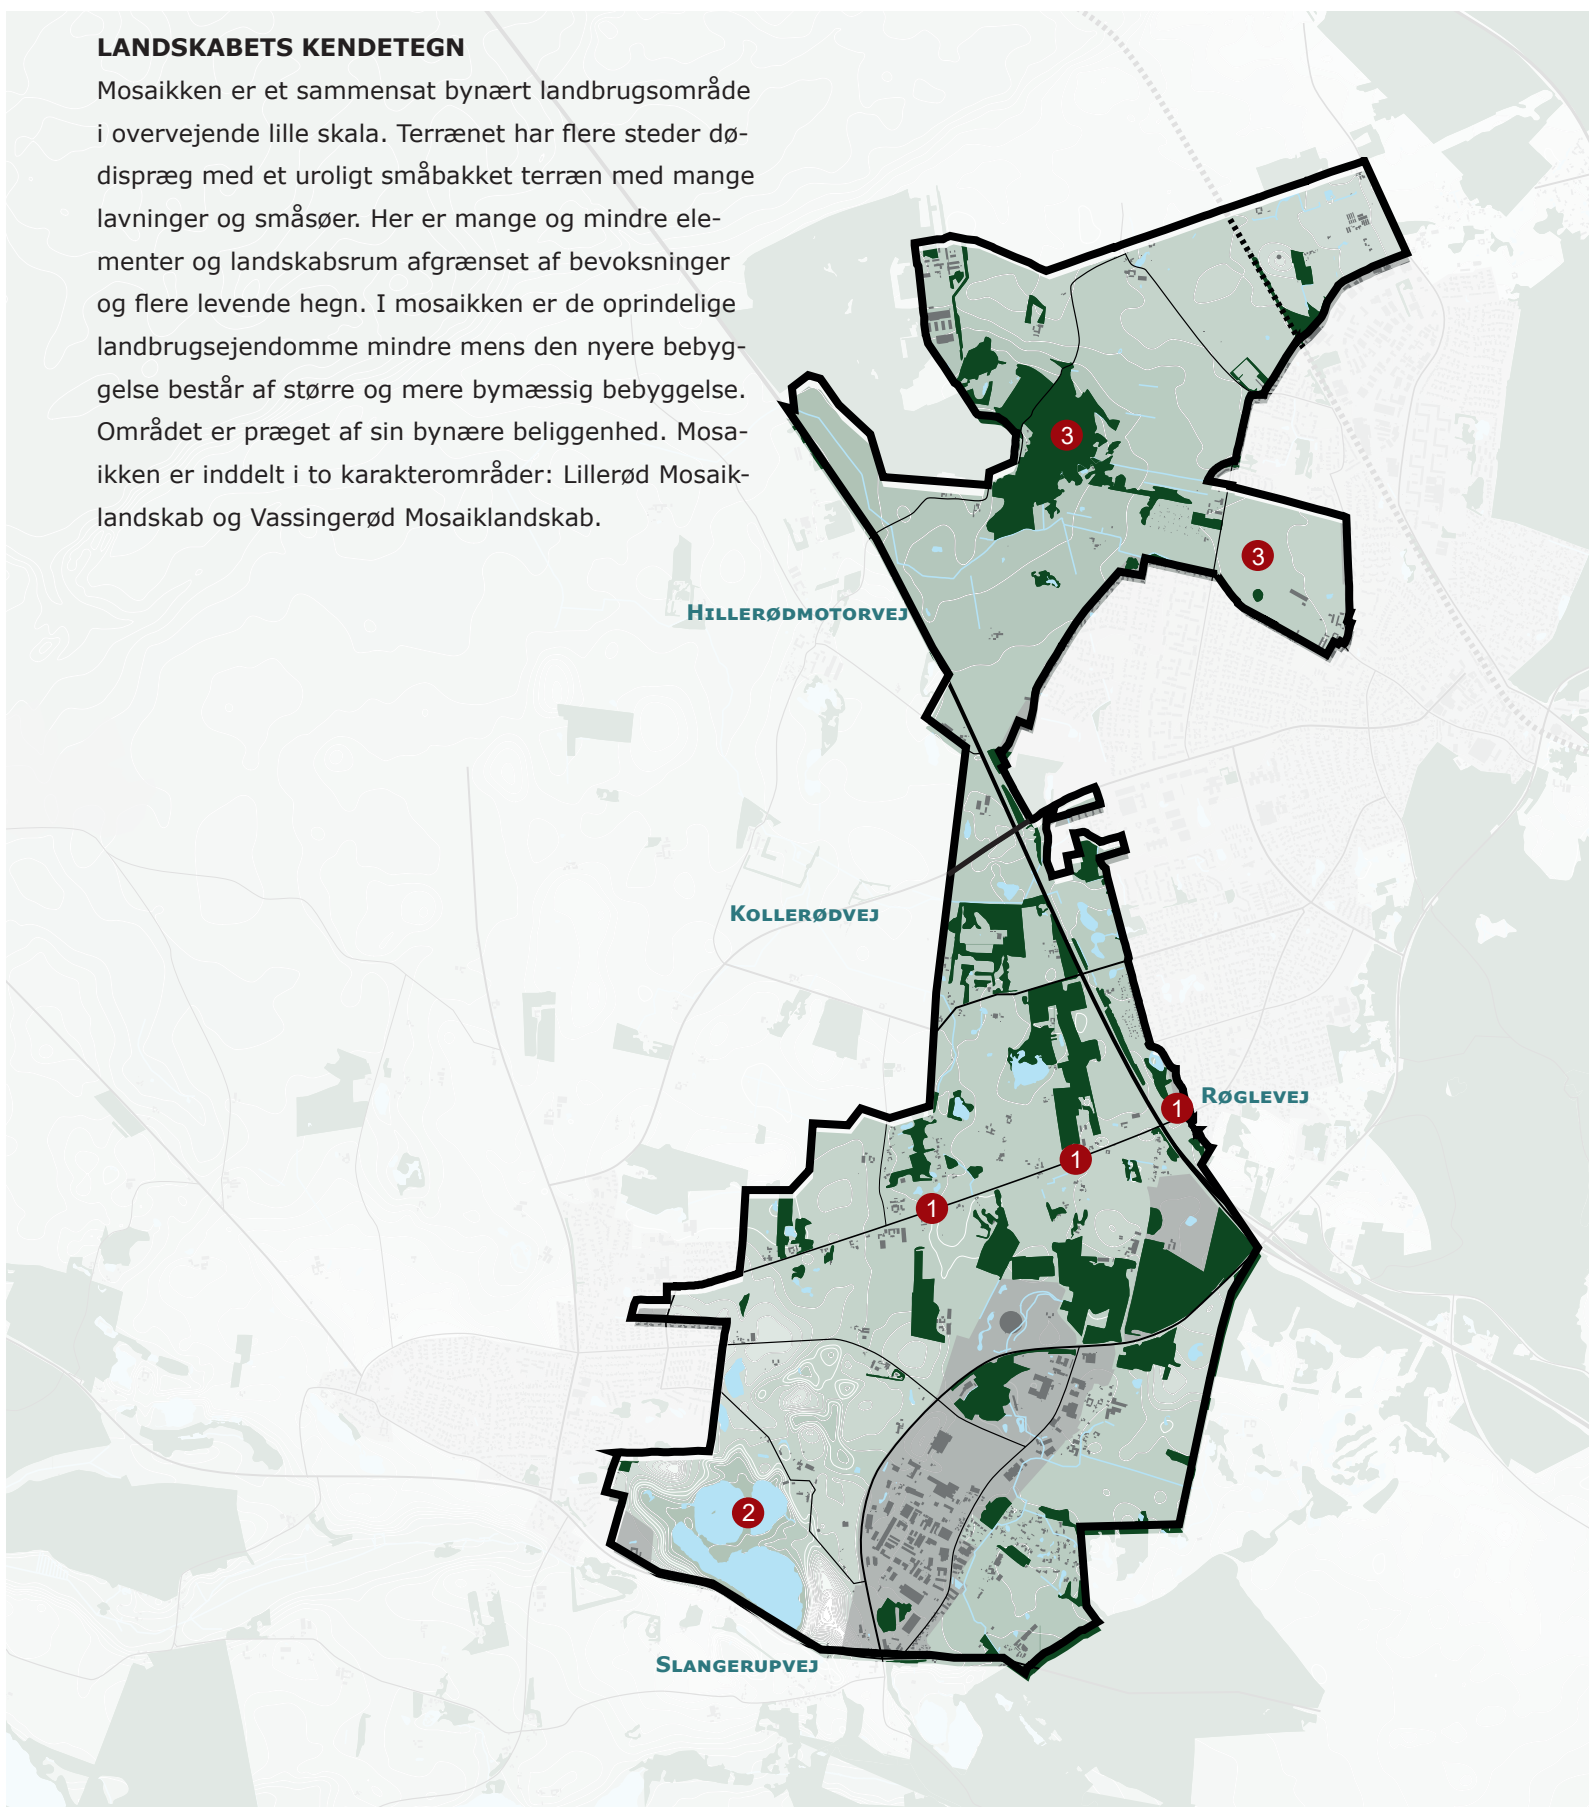 LANDSKABETS KENDETEGN
Mosaikken er et sammensat bynært landbrugsområde
i overvejende lille skala. Terrænet har flere steder dø-
dispræg med et uroligt småbakket terræn med mange
lavninger og småsøer. Her er mange og mindre ele-
menter og landskabsrum afgrænset af bevoksninger
og flere levende hegn. I mosaikken er de oprindelige
landbrugsejendomme mindre mens den nyere bebyg-
gelse består af større og mere bymæssig bebyggelse.
Området er præget af sin bynære beliggenhed. Mosa-
ikken er inddelt i to karakterområder: Lillerød Mosaik-
landskab og Vassingerød Mosaiklandskab.
3
3
HILLERØDMOTORVEJ
KOLLERØDVEJ
RØGLEVEJ
1
1
1
2
SLANGERUPVEJ